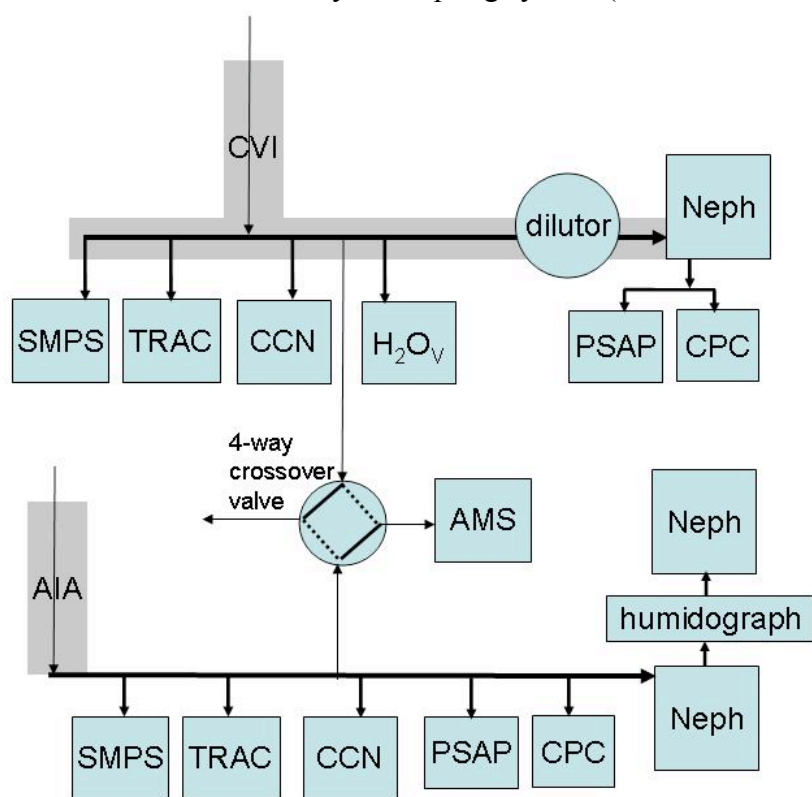 CVI
dilutor
Neph
SMPS
TRAC
CCN
H₂Oᵥ
PSAP
CPC
4-way
crossover
valve
AMS
Neph
AIA
humidograph
SMPS
TRAC
CCN
PSAP
CPC
Neph